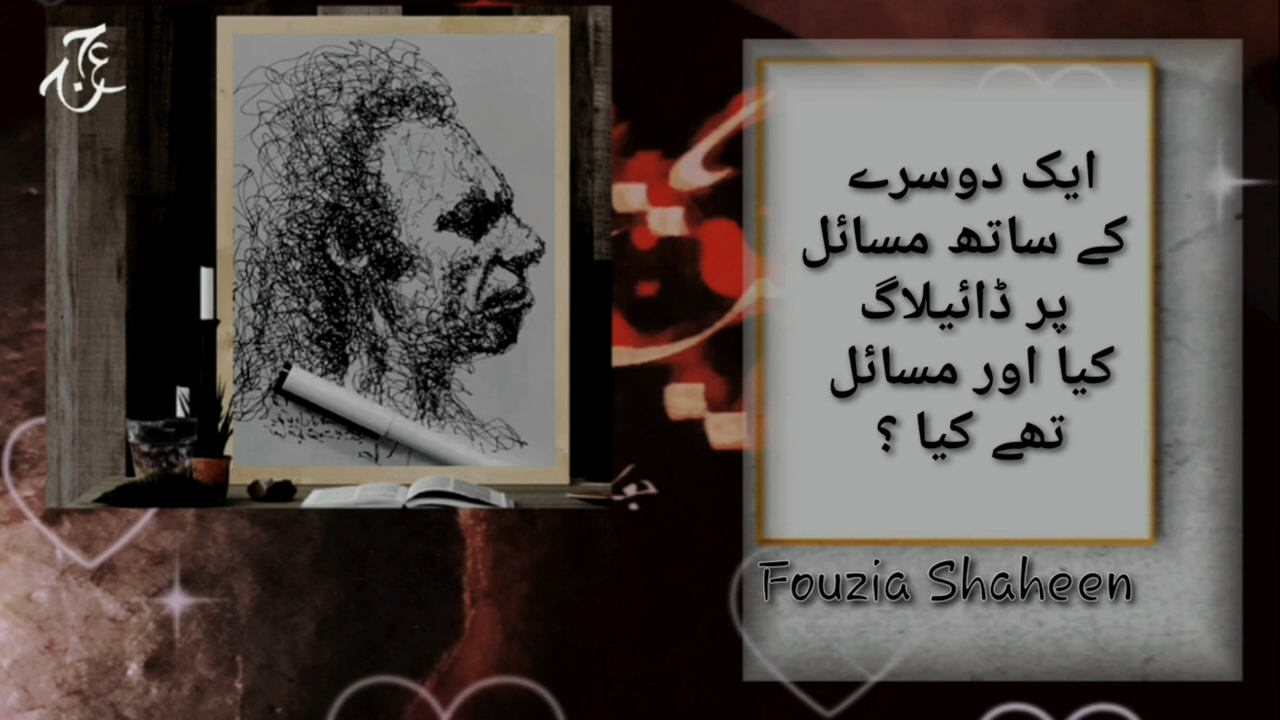 ایک دوسرے
کے ساتھ مسائل
پر ڈائیلاگ
کیا اور مسائل
تھے کیا ؟
Fouzia Shaheen